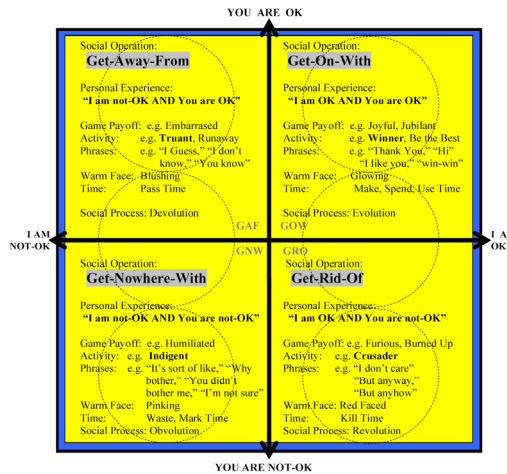 YOU ARE OK
Social Operation:
Get-Away-From
Personal Experience:
“I am not-OK AND You are OK”
Game Payoff: e.g. Embarrased
Activity: e.g. Truant, Runaway
Phrases: e.g. “I Guess,” “I don’t
know,” “You know”
Warm Face: Blushing
Time: Pass Time
Social Process: Devolution
GAF
Social Operation:
Get-On-With
Personal Experience:
“I am OK AND You are OK”
Game Payoff: e.g. Joyful, Jubilant
Activity: e.g. Winner, Be the Best
Phrases: e.g. “Thank You,” “Hi”
“I like you,” “win-win”
Warm Face: Glowing
Time: Make, Spend, Use Time
Social Process: Evolution
GOW
I AM
NOT-OK
I A
OK
GNW
Social Operation:
Get-Nowhere-With
Personal Experience:
“I am not-OK AND You are not-OK”
Game Payoff: e.g. Humiliated
Activity: e.g. Indigent
Phrases: e.g. “It’s sort of like,” “Why
bother,” “You didn’t
bother me,” “I’m not sure”
Warm Face: Pinking
Time: Waste, Mark Time
Social Process: Obvolution
GRO
Social Operation:
Get-Rid-Of
Personal Experience:
“I am OK AND You are not-OK”
Game Payoff: e.g. Furious, Burned Up
Activity: e.g. Crusader
Phrases: e.g. “I don’t care”
“But anyway,”
“But anyhow”
Warm Face: Red Faced
Time: Kill Time
Social Process: Revolution
YOU ARE NOT-OK